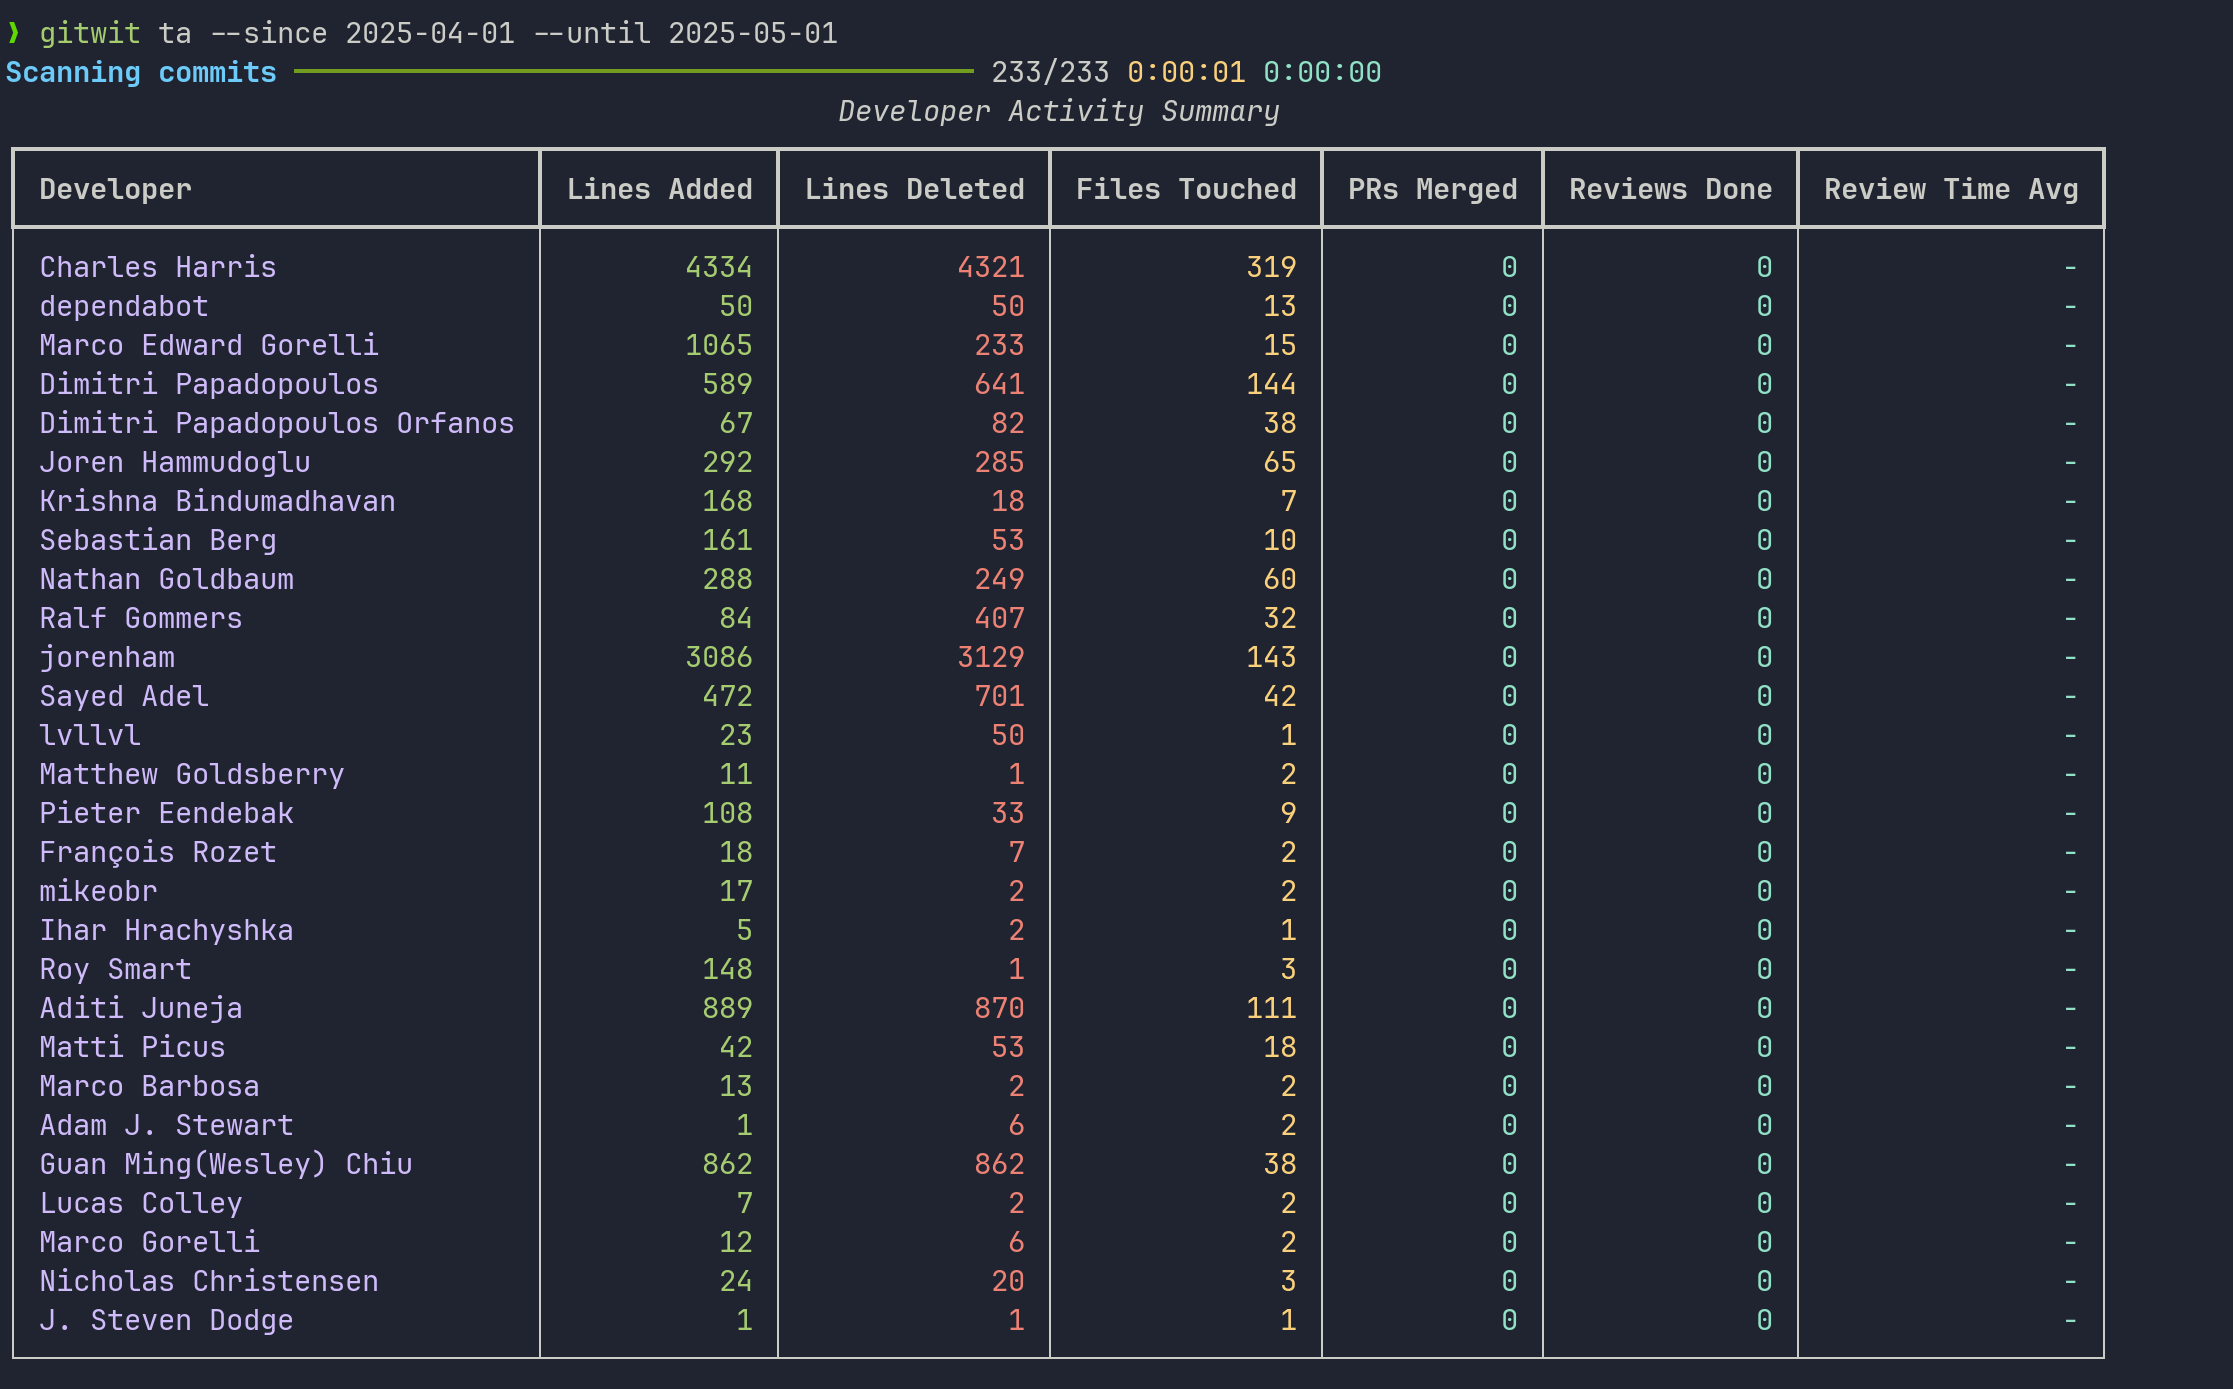 ❱ gitwit ta --since 2025-04-01 --until 2025-05-01
Scanning commits 233/233 0:00:01 0:00:00
Developer Activity Summary
Developer Lines Added Lines Deleted Files Touched PRs Merged Reviews Done Review Time Avg
Charles Harris 4334 4321 319 0 0 -
dependabot 50 50 13 0 0 -
Marco Edward Gorelli 1065 233 15 0 0 -
Dimitri Papadopoulos 589 641 144 0 0 -
Dimitri Papadopoulos Orfanos 67 82 38 0 0 -
Joren Hammudoglu 292 285 65 0 0 -
Krishna Bindumadhavan 168 18 7 0 0 -
Sebastian Berg 161 53 10 0 0 -
Nathan Goldbaum 288 249 60 0 0 -
Ralf Gommers 84 407 32 0 0 -
jorenham 3086 3129 143 0 0 -
Sayed Adel 472 701 42 0 0 -
lvllvl 23 50 1 0 0 -
Matthew Goldsberry 11 1 2 0 0 -
Pieter Eendebak 108 33 9 0 0 -
François Rozet 18 7 2 0 0 -
mikeobr 17 2 2 0 0 -
Ihar Hrachyshka 5 2 1 0 0 -
Roy Smart 148 1 3 0 0 -
Aditi Juneja 889 870 111 0 0 -
Matti Picus 42 53 18 0 0 -
Marco Barbosa 13 2 2 0 0 -
Adam J. Stewart 1 6 2 0 0 -
Guan Ming(Wesley) Chiu 862 862 38 0 0 -
Lucas Colley 7 2 2 0 0 -
Marco Gorelli 12 6 2 0 0 -
Nicholas Christensen 24 20 3 0 0 -
J. Steven Dodge 1 1 1 0 0 -